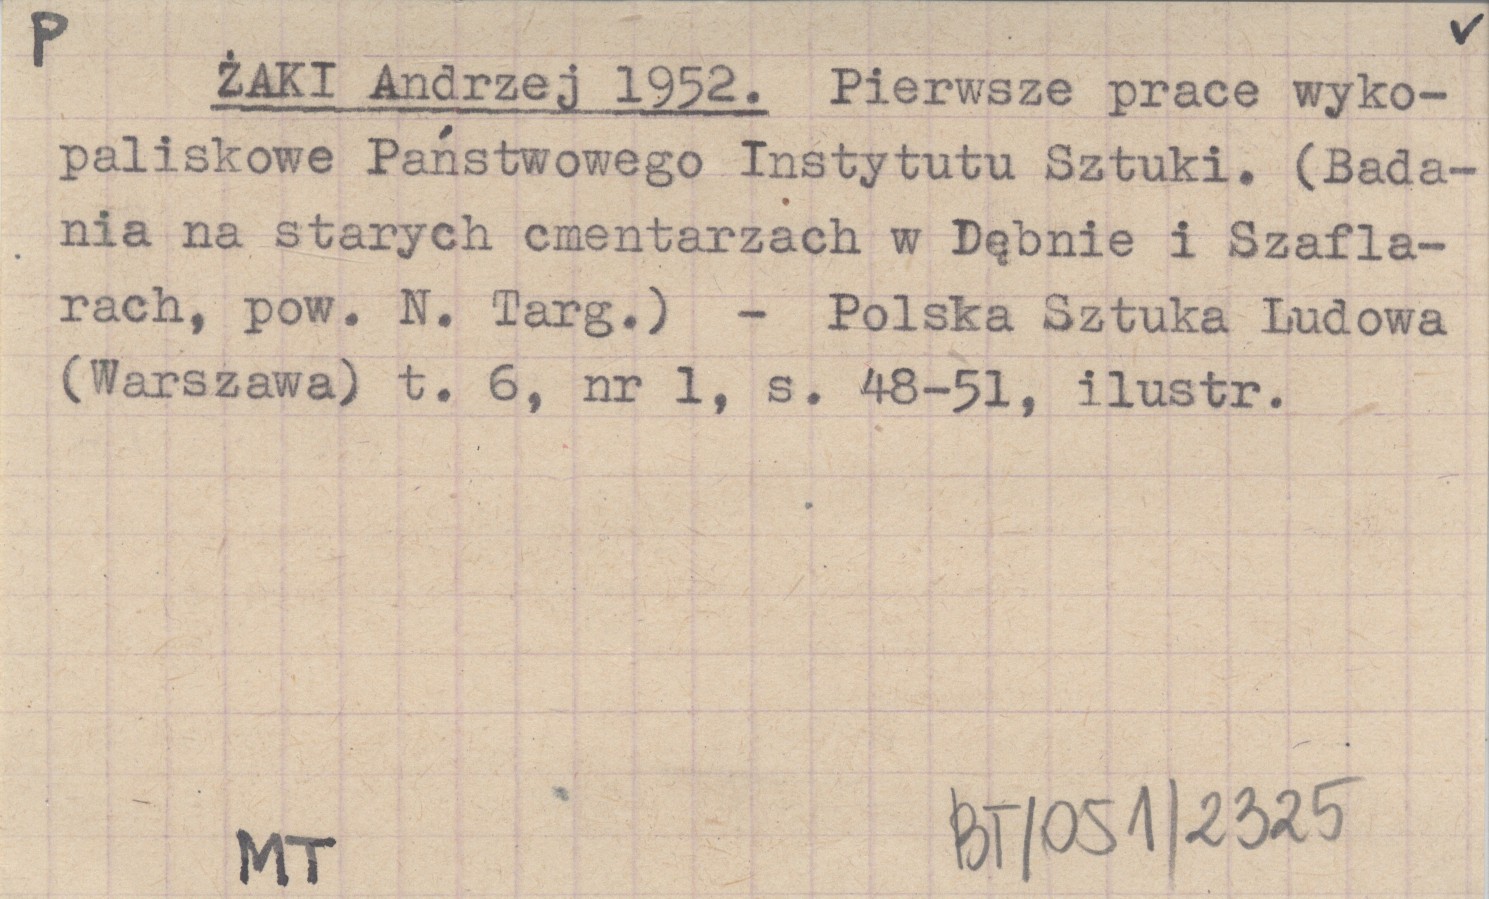 P ✓
ŻAKI Andrzej 1952. Pierwsze prace wyko-
paliskowe Państwowego Instytutu Sztuki. (Bada-
nia na starych cmentarzach w Dębnie i Szafla-
rach, pow. N. Targ.) - Polska Sztuka Ludowa
(Warszawa) t. 6, nr 1, s. 48-51, ilustr.
BT/051/2325
MT